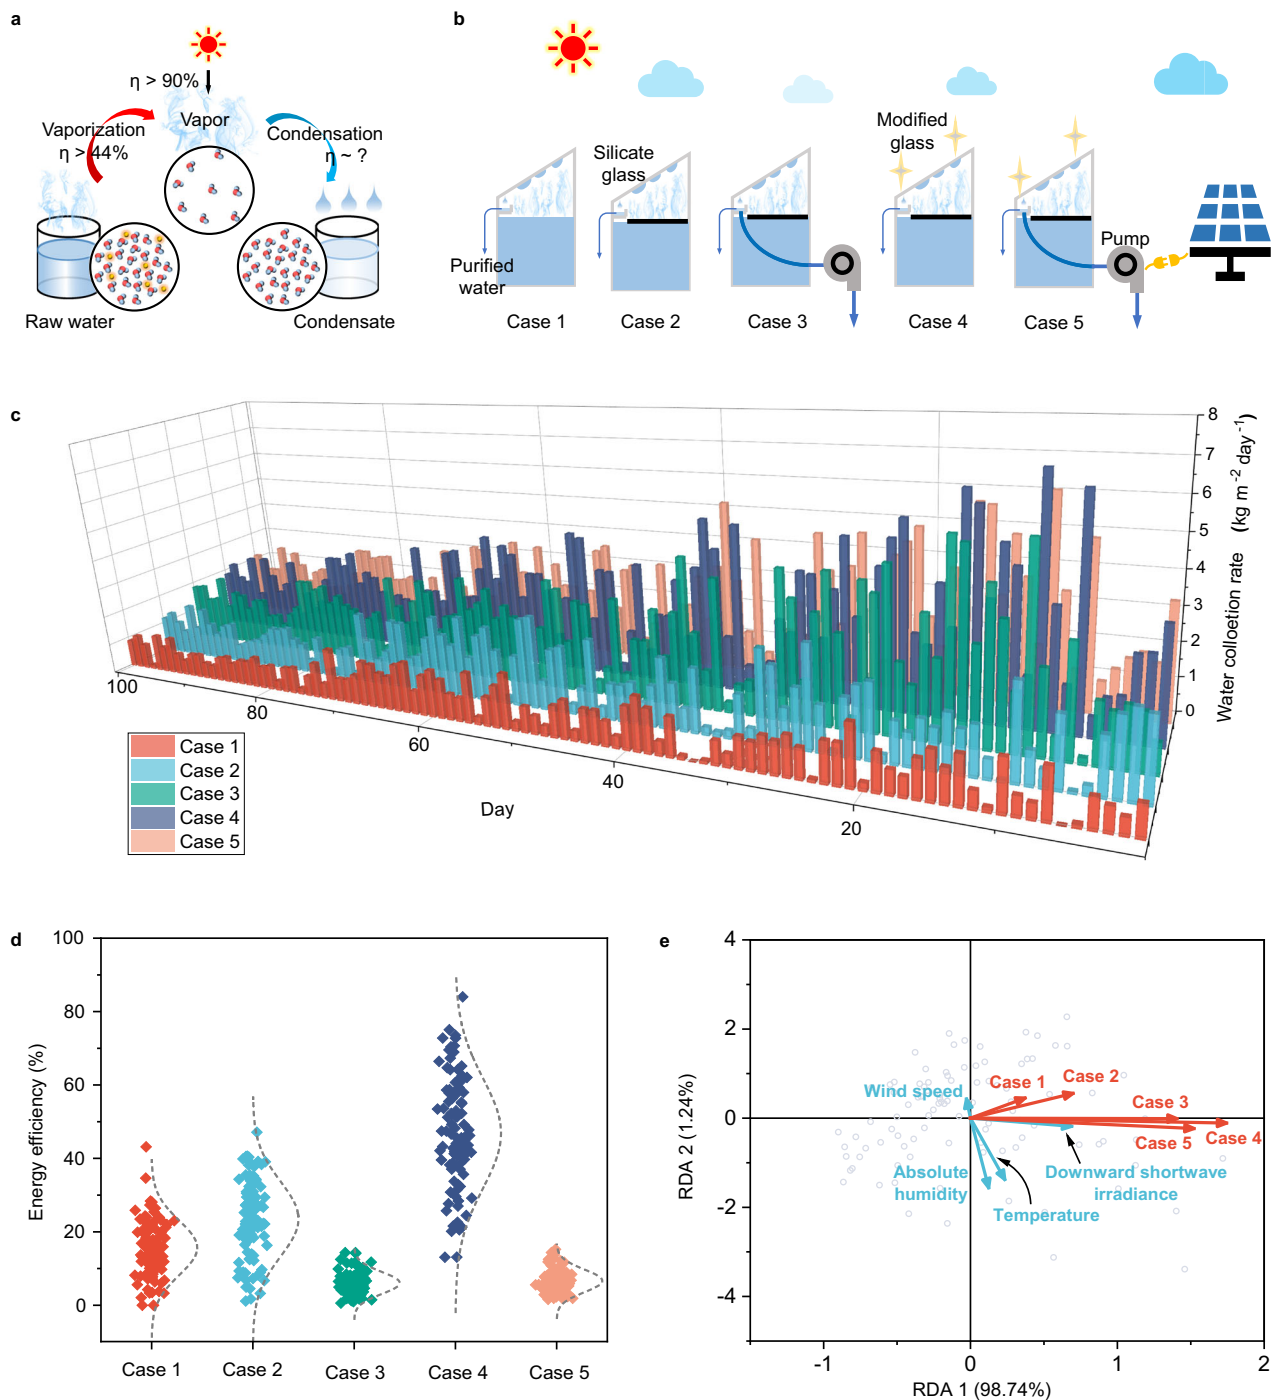 a
η > 90%
Vaporization
η > 44%
Vapor
Condensation
η ~ ?
Raw water
Condensate
b
Silicate
glass
Modified
glass
Purified
water
Pump
Case 1
Case 2
Case 3
Case 4
Case 5
c
8
7
6
5
4
3
2
1
0
Water colloetion rate (kg m⁻² day⁻¹)
100
80
60
40
20
Day
Case 1
Case 2
Case 3
Case 4
Case 5
d
100
80
60
40
20
0
Energy efficiency (%)
Case 1
Case 2
Case 3
Case 4
Case 5
e
4
2
0
-2
-4
RDA 2 (1.24%)
Wind speed
Case 1
Case 2
Case 3
Case 5
Case 4
Absolute
humidity
Downward shortwave
irradiance
Temperature
-1
0
1
2
RDA 1 (98.74%)